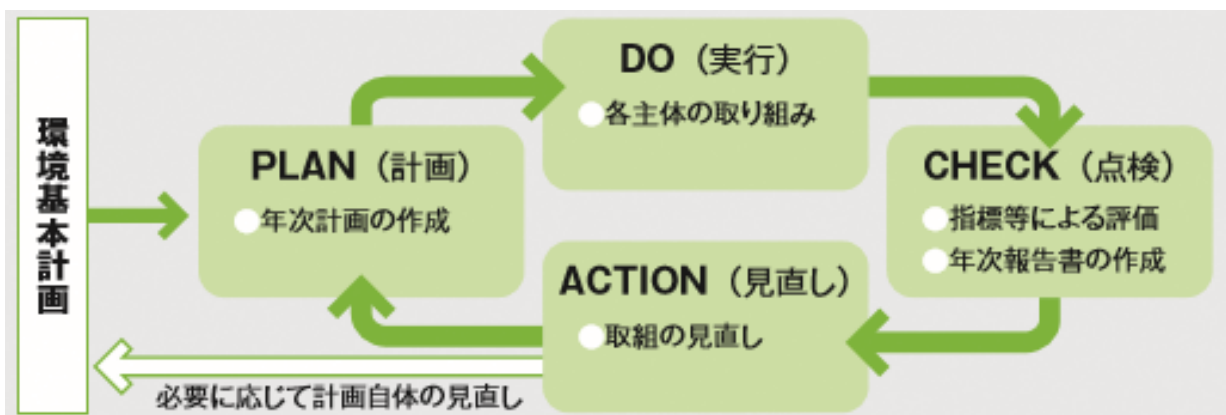 環境基本計画
PLAN（計画）
●年次計画の作成
DO（実行）
●各主体の取り組み
CHECK（点検）
●指標等による評価
●年次報告書の作成
ACTION（見直し）
●取組の見直し
必要に応じて計画自体の見直し